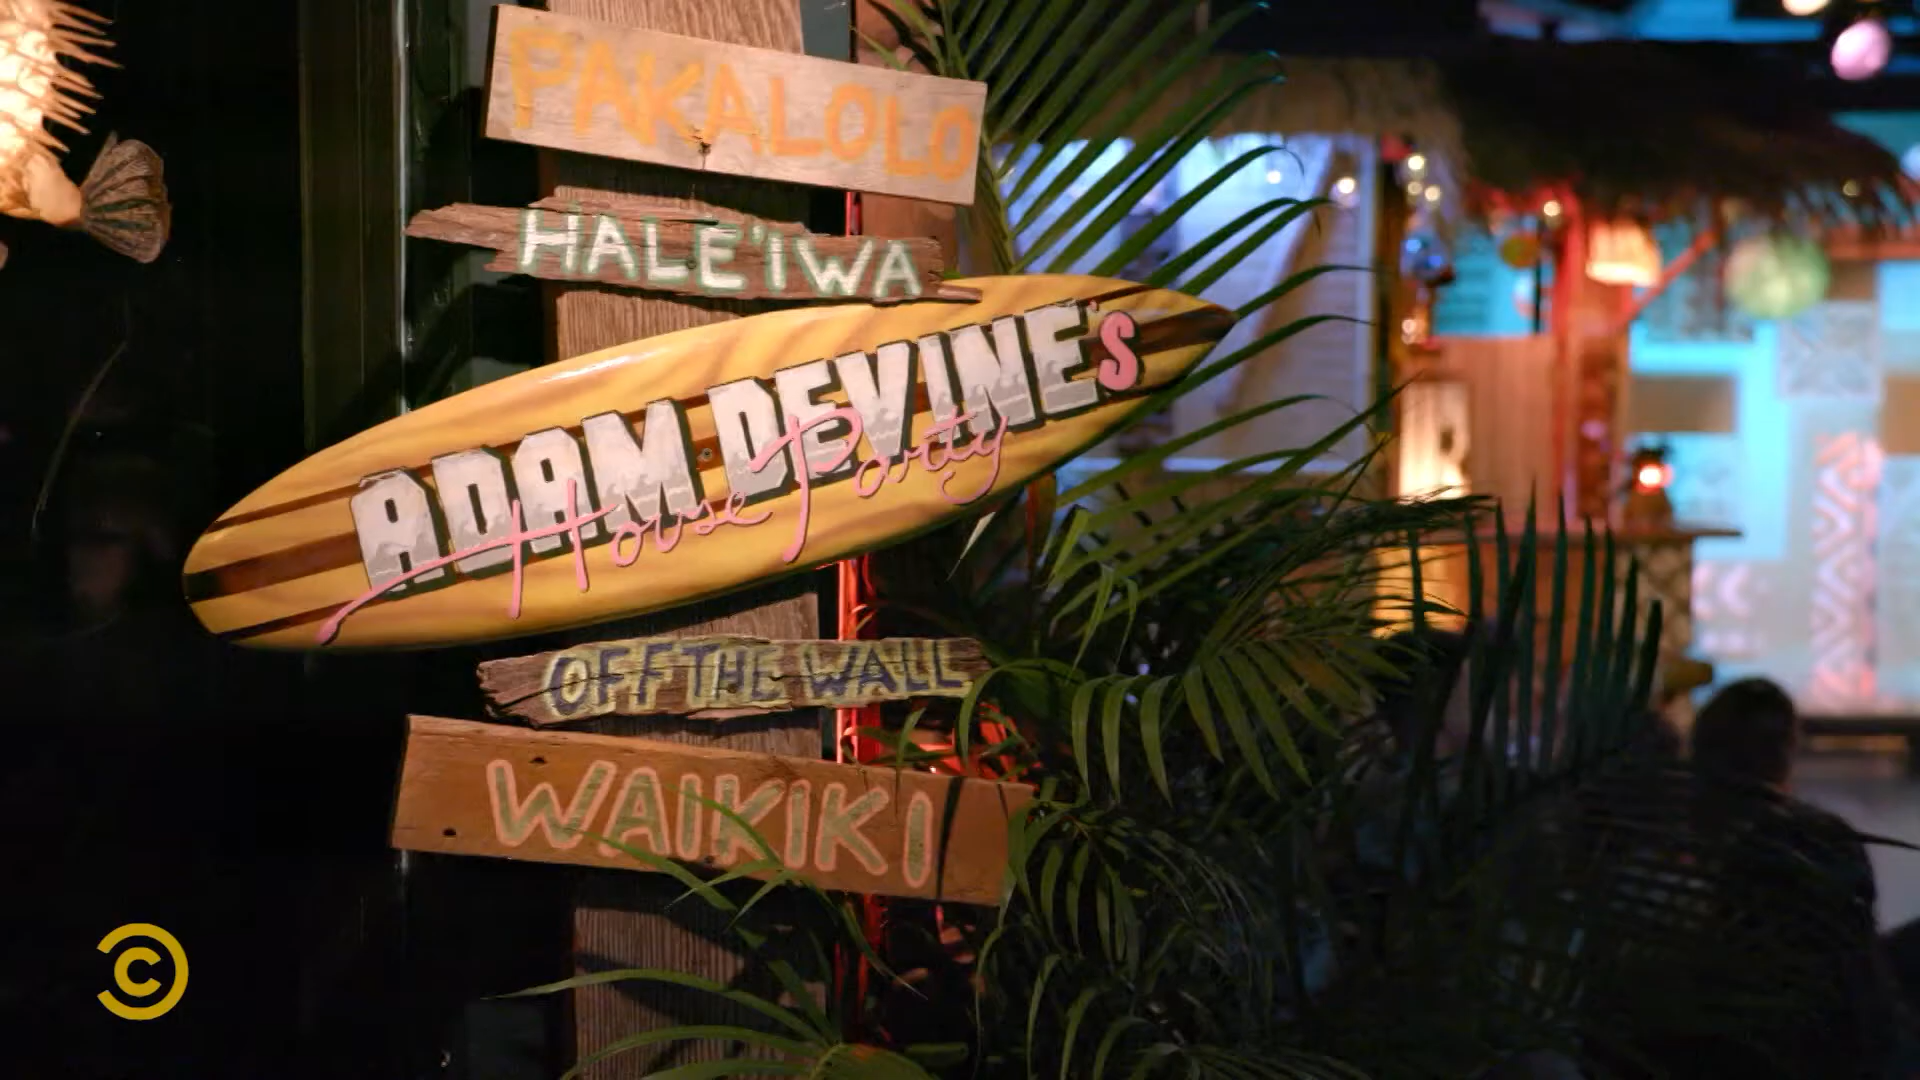 PAKALOLO
HALE'IWA
ADAM DEVINE's
House Party
OFF THE WALL
WAIKIKI
C